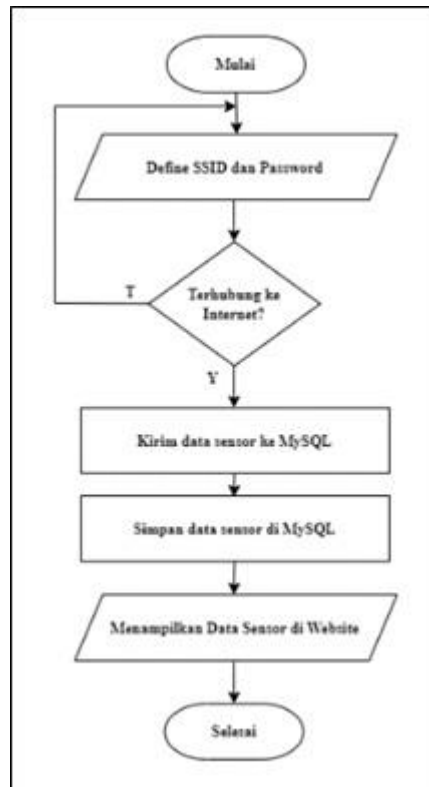 Mulai
Define SSID dan Password
Terhubung ke
Internet?
T
Y
Kirim data sensor ke MySQL
Simpan data sensor di MySQL
Menampilkan Data Sensor di Website
Selesai